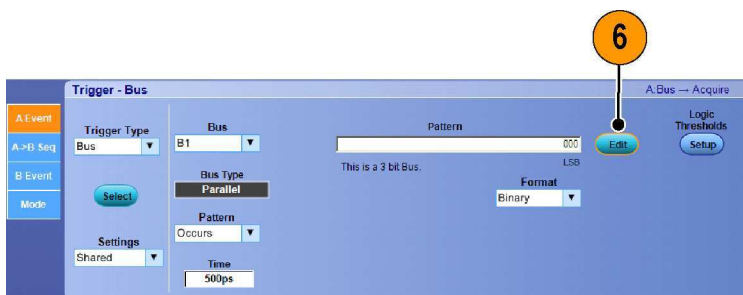 6
Trigger - Bus
A:Bus → Acquire
A Event
A->B Seq
B Event
Mode
Trigger Type
Bus
Select
Settings
Shared
Bus
B1
Bus Type
Parallel
Pattern
Occurs
Time
500ps
Pattern
000
LSB
This is a 3 bit Bus.
Format
Binary
Edit
Logic
Thresholds
Setup